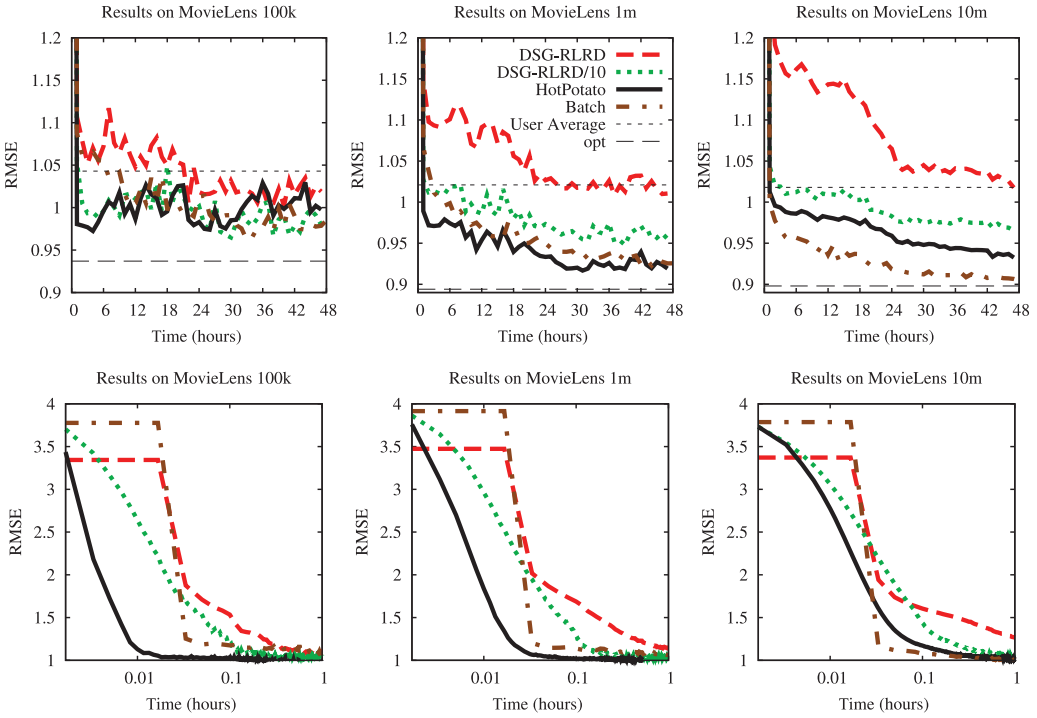 Results on MovieLens 100k
1.2
1.15
1.1
1.05
1
0.95
0.9
RMSE
0 6 12 18 24 30 36 42 48
Time (hours)
Results on MovieLens 1m
1.2
1.15
1.1
1.05
1
0.95
0.9
RMSE
DSG-RLRD
DSG-RLRD/10
HotPotato
Batch
User Average
opt
0 6 12 18 24 30 36 42 48
Time (hours)
Results on MovieLens 10m
1.2
1.15
1.1
1.05
1
0.95
0.9
RMSE
0 6 12 18 24 30 36 42 48
Time (hours)
Results on MovieLens 100k
4
3.5
3
2.5
2
1.5
1
RMSE
0.01 0.1 1
Time (hours)
Results on MovieLens 1m
4
3.5
3
2.5
2
1.5
1
RMSE
0.01 0.1 1
Time (hours)
Results on MovieLens 10m
4
3.5
3
2.5
2
1.5
1
RMSE
0.01 0.1 1
Time (hours)